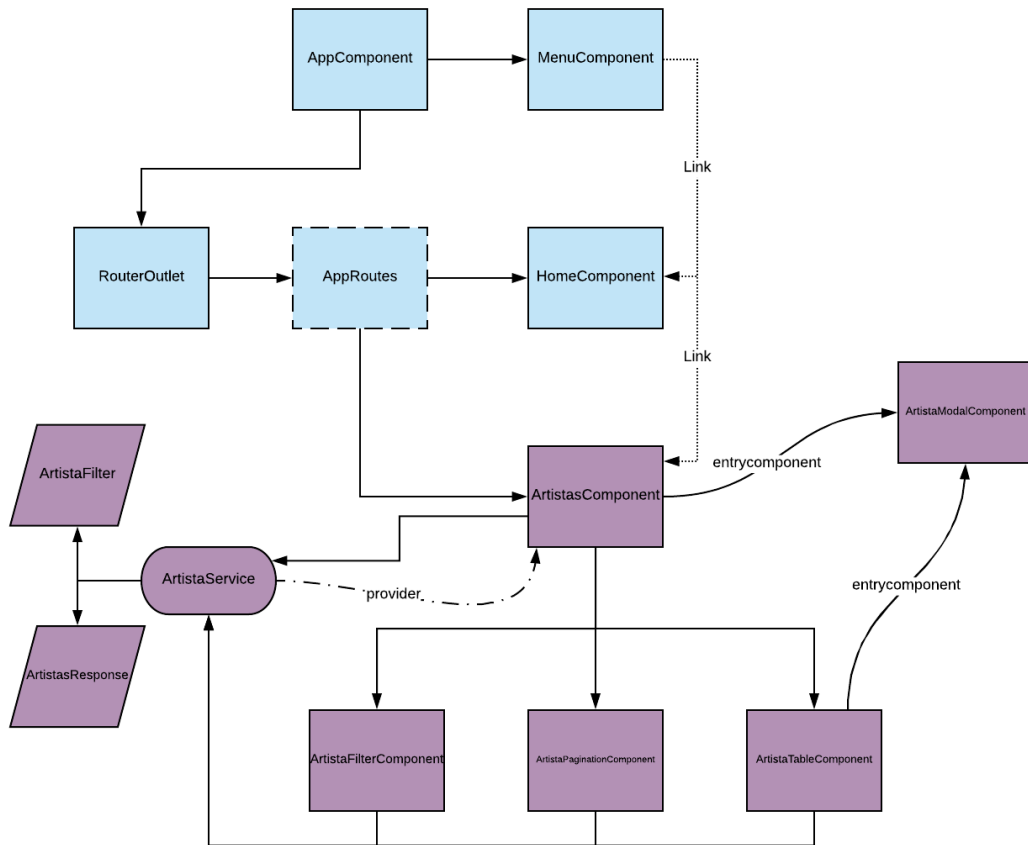 AppComponent
MenuComponent
Link
RouterOutlet
AppRoutes
HomeComponent
Link
ArtistaModalComponent
ArtistaFilter
entrycomponent
ArtistasComponent
ArtistaService
provider
entrycomponent
ArtistasResponse
ArtistaFilterComponent
ArtistaPaginationComponent
ArtistaTableComponent